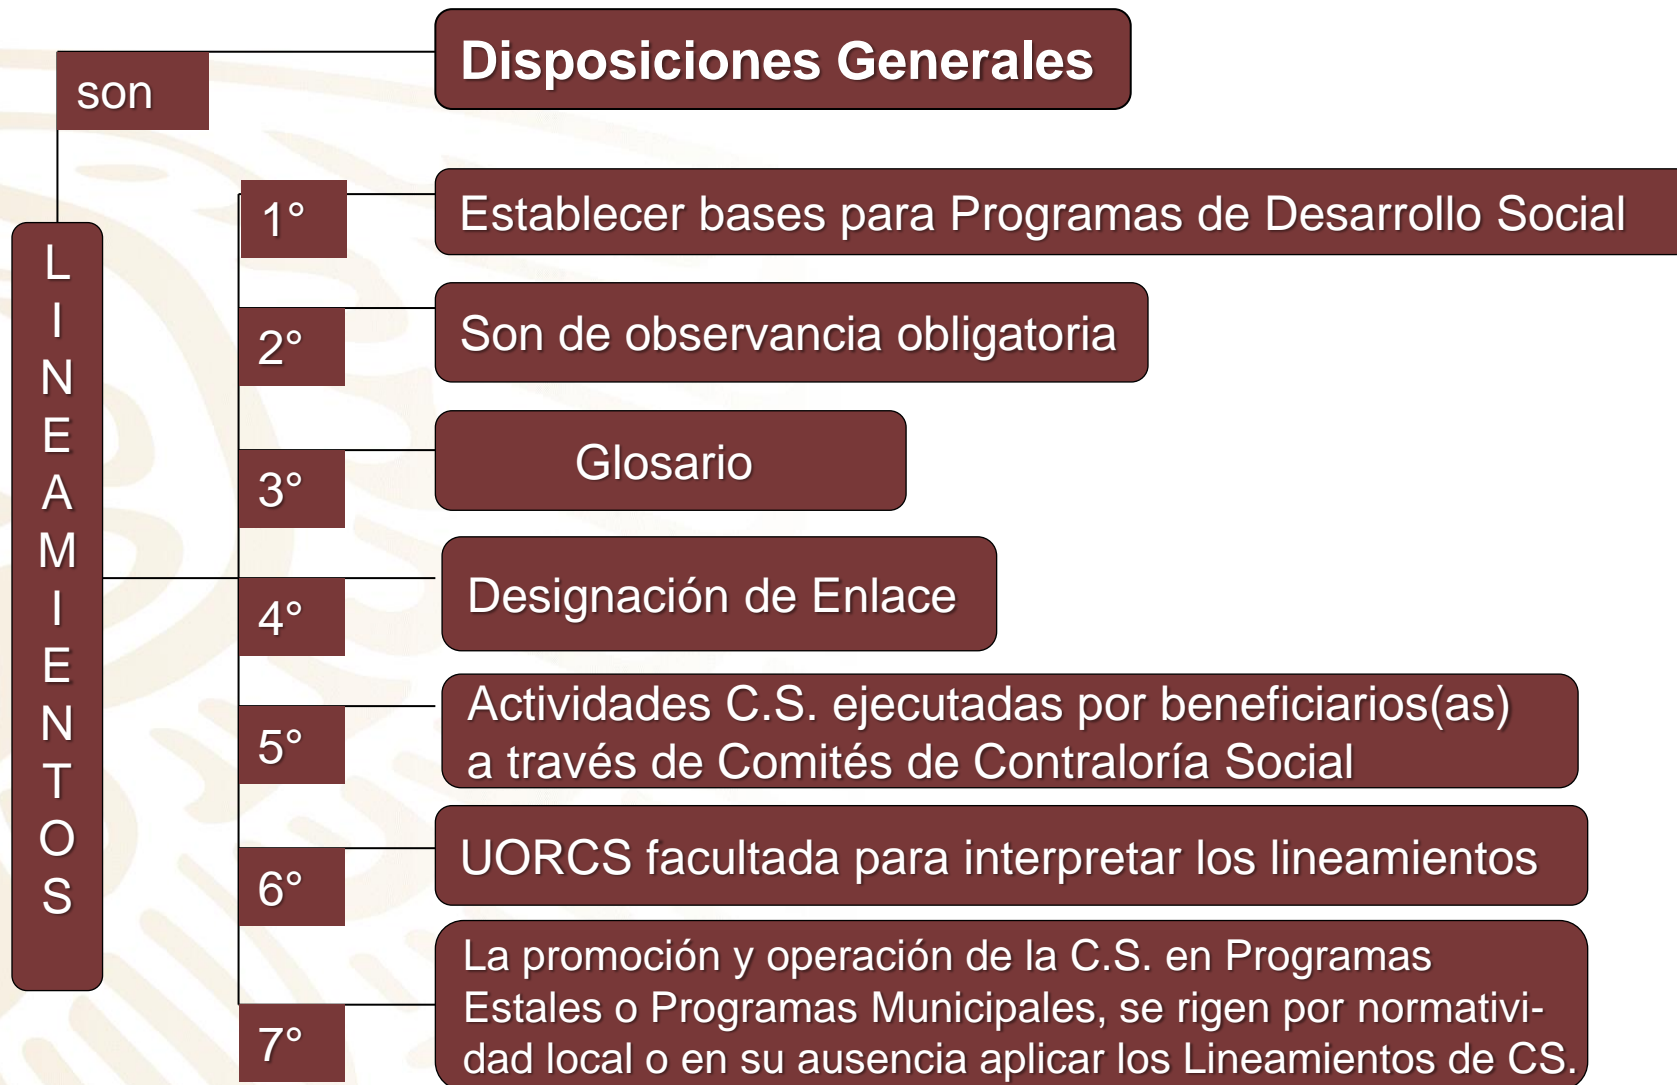 Disposiciones Generales
son
1°
Establecer bases para Programas de Desarrollo Social
LINEAMIENTOS
2°
Son de observancia obligatoria
3°
Glosario
4°
Designación de Enlace
5°
Actividades C.S. ejecutadas por beneficiarios(as)
a través de Comités de Contraloría Social
6°
UORCS facultada para interpretar los lineamientos
7°
La promoción y operación de la C.S. en Programas
Estales o Programas Municipales, se rigen por normativi-
dad local o en su ausencia aplicar los Lineamientos de CS.